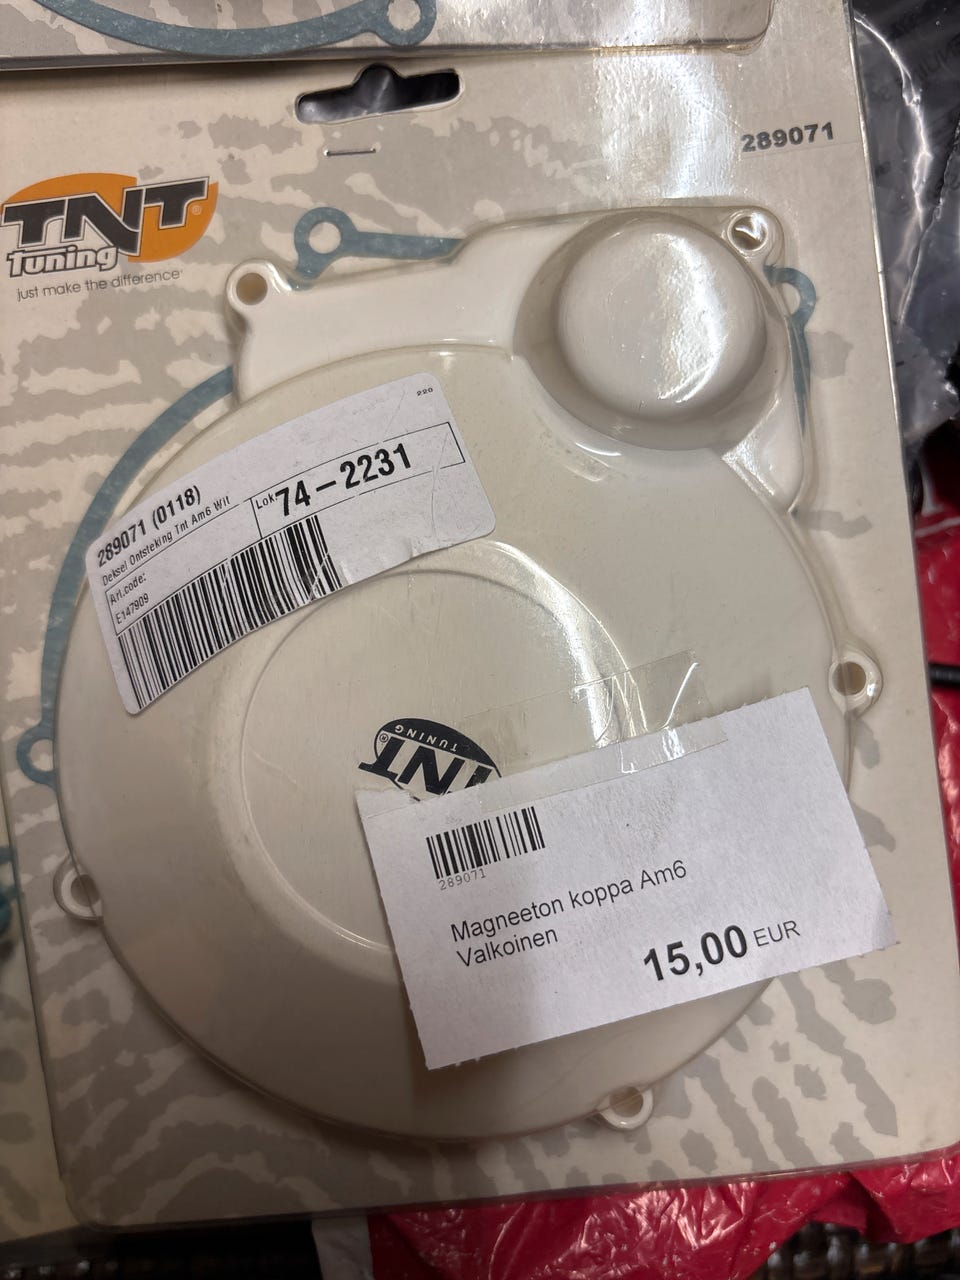 289071
TNT®
Tuning
just make the difference
220
289071 (0118)
Deksel Ontsteking Tnt Am6 Wit
Lok
74-2231
Art.code:
E147909
TNT®
TUNING
289071
Magneeton koppa Am6
Valkoinen
15,00 EUR